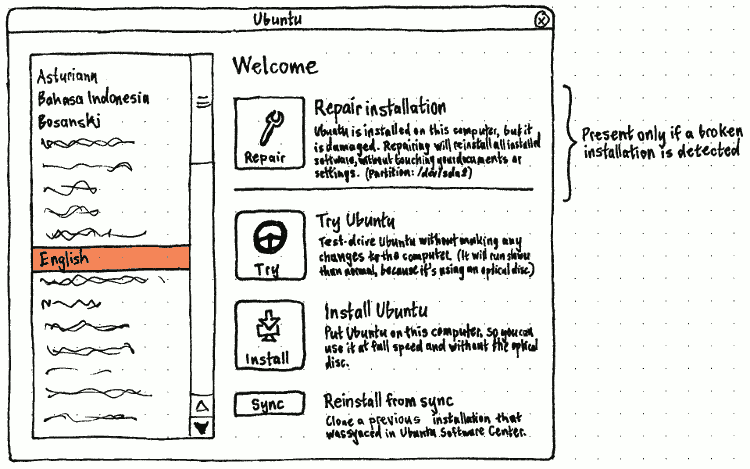 Ubuntu
Asturianu
Bahasa Indonesia
Bosanski
English
Welcome
Repair
Repair installation
Ubuntu is installed on this computer, but it
is damaged. Repairing will reinstall all installed
software, without touching your documents or
settings. (Partition: /dev/sda2)
Present only if a broken
installation is detected
Try
Try Ubuntu
Test-drive Ubuntu without making any
changes to the computer. (It will run slower
than normal, because it's using an optical disc.)
Install
Install Ubuntu
Put Ubuntu on this computer, so you can
use it at full speed and without the optical
disc.
Sync
Reinstall from sync
Clone a previous installation that
was synced in Ubuntu Software Center.